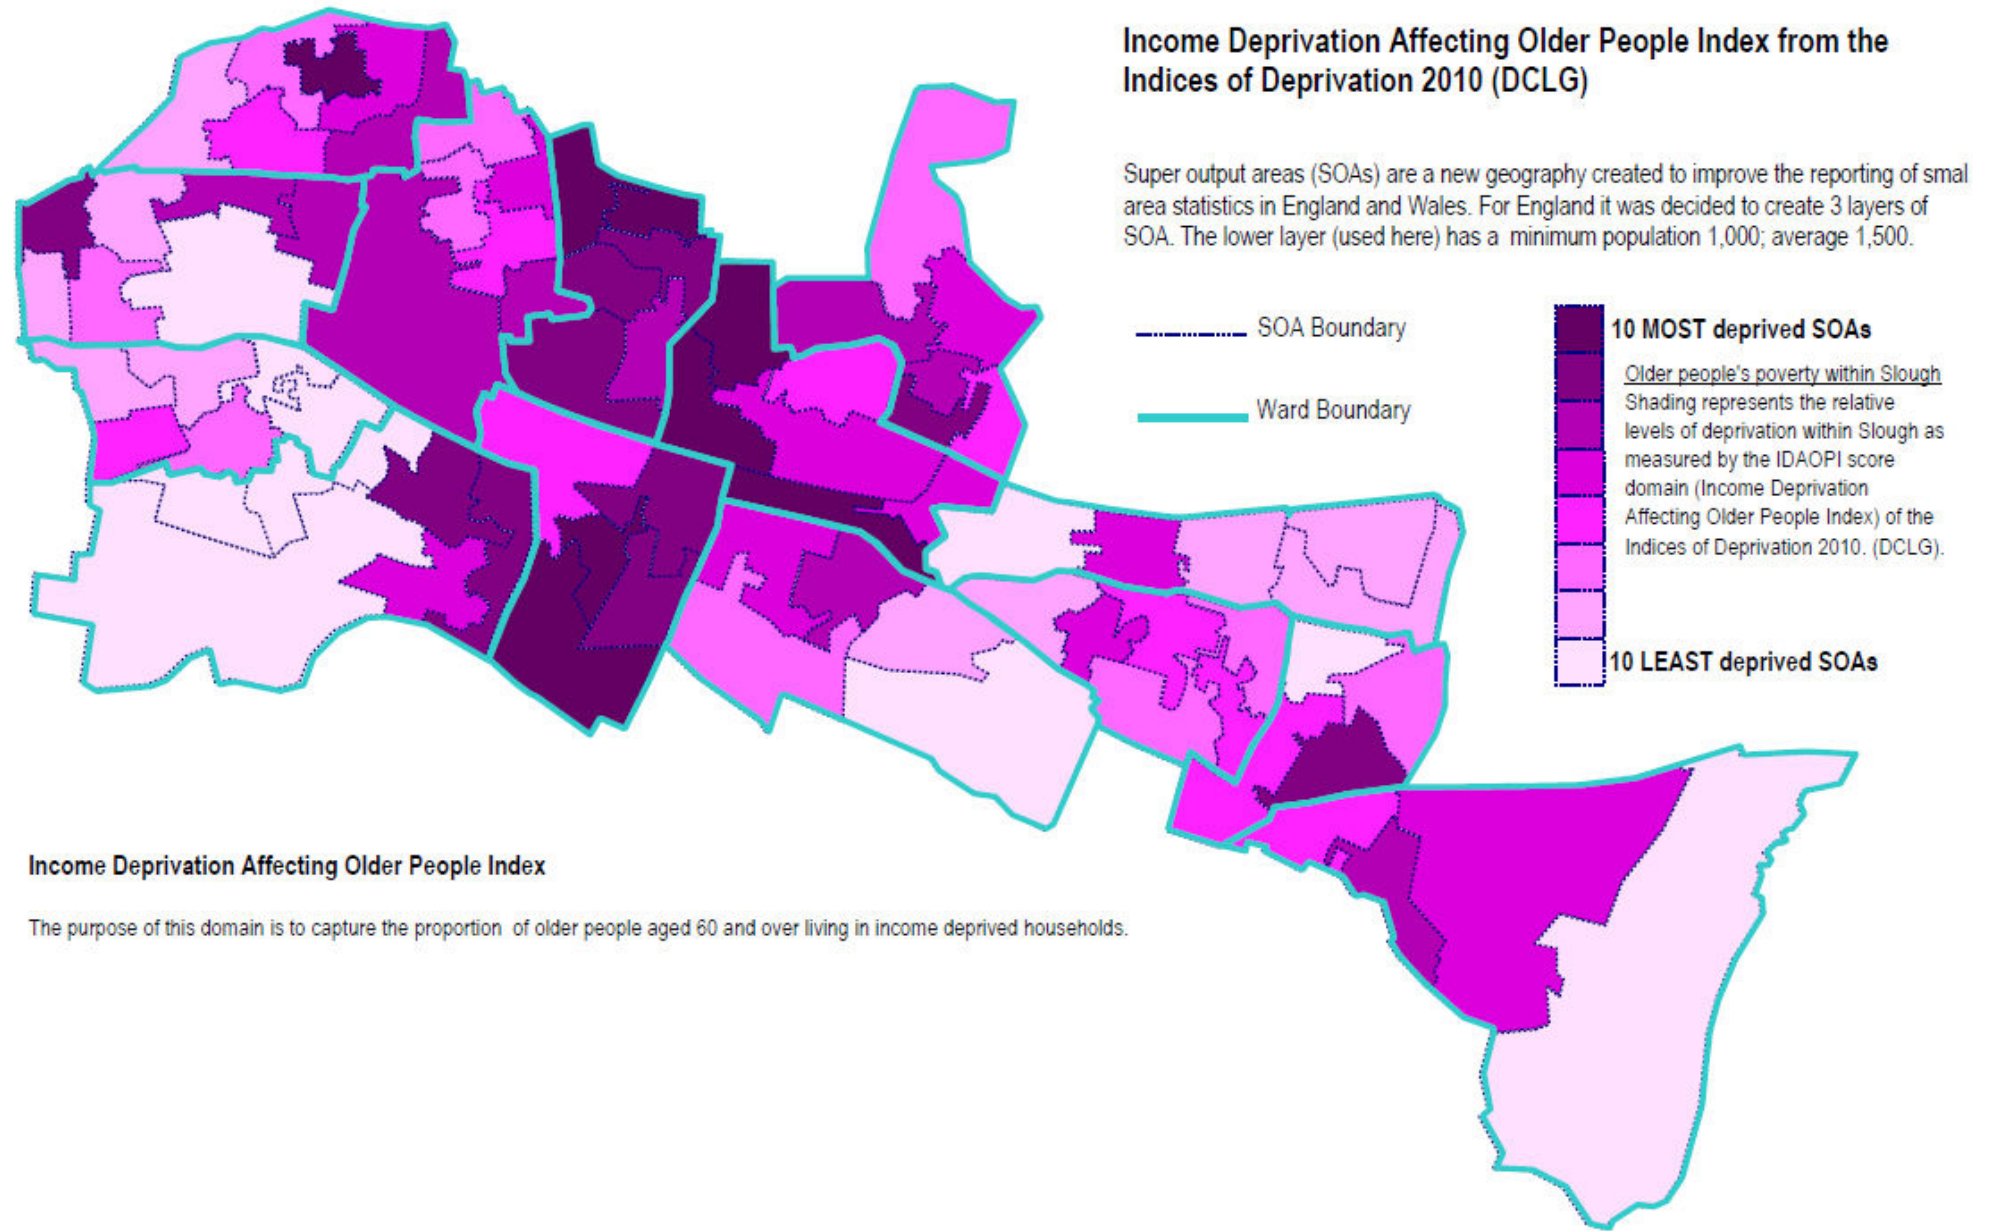 Income Deprivation Affecting Older People Index from the
Indices of Deprivation 2010 (DCLG)
Super output areas (SOAs) are a new geography created to improve the reporting of smal
area statistics in England and Wales. For England it was decided to create 3 layers of
SOA. The lower layer (used here) has a minimum population 1,000; average 1,500.
SOA Boundary
Ward Boundary
10 MOST deprived SOAs
Older people's poverty within Slough
Shading represents the relative
levels of deprivation within Slough as
measured by the IDAOPI score
domain (Income Deprivation
Affecting Older People Index) of the
Indices of Deprivation 2010. (DCLG).
10 LEAST deprived SOAs
Income Deprivation Affecting Older People Index
The purpose of this domain is to capture the proportion of older people aged 60 and over living in income deprived households.